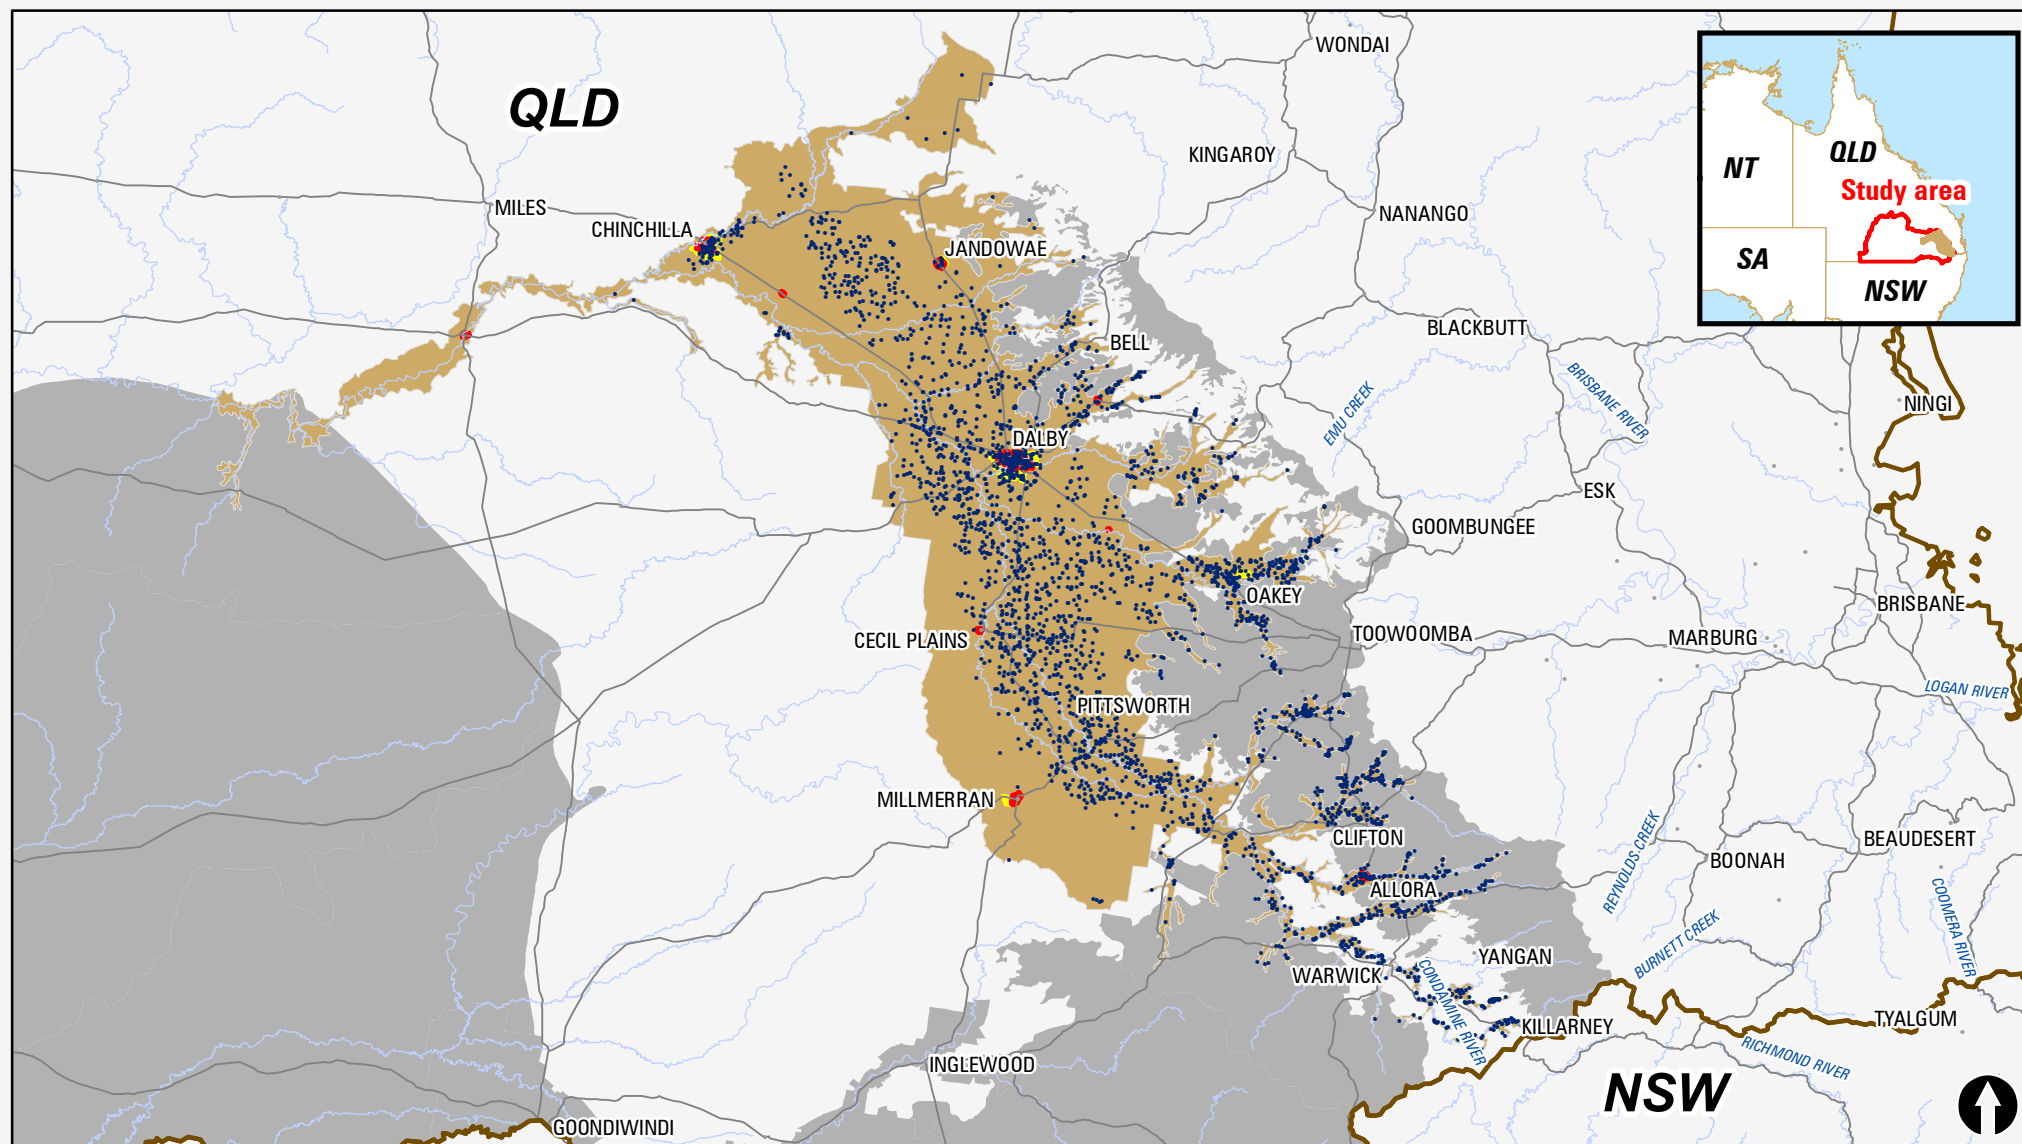 WONDAI
QLD
QLD
NT
KINGAROY
Study area
MILES
NANANGO
CHINCHILLA
JANDOWAE
SA
NSW
BLACKBUTT
BELL
BRISBANE RIVER
NINGI
EMU CREEK
DALBY
ESK
GOOMBUNGEE
OAKEY
BRISBANE
CECIL PLAINS
TOOWOOMBA
MARBURG
LOGAN RIVER
PITTSWORTH
MILLMERRAN
CLIFTON
BEAUDESERT
REYNOLDS CREEK
BOONAH
ALLORA
COOMERA RIVER
BURNETT CREEK
YANGAN
WARWICK
CONDAMINE RIVER
KILLARNEY
TYALGUM
INGLEWOOD
RICHMOND RIVER
NSW
GOONDIWINDI